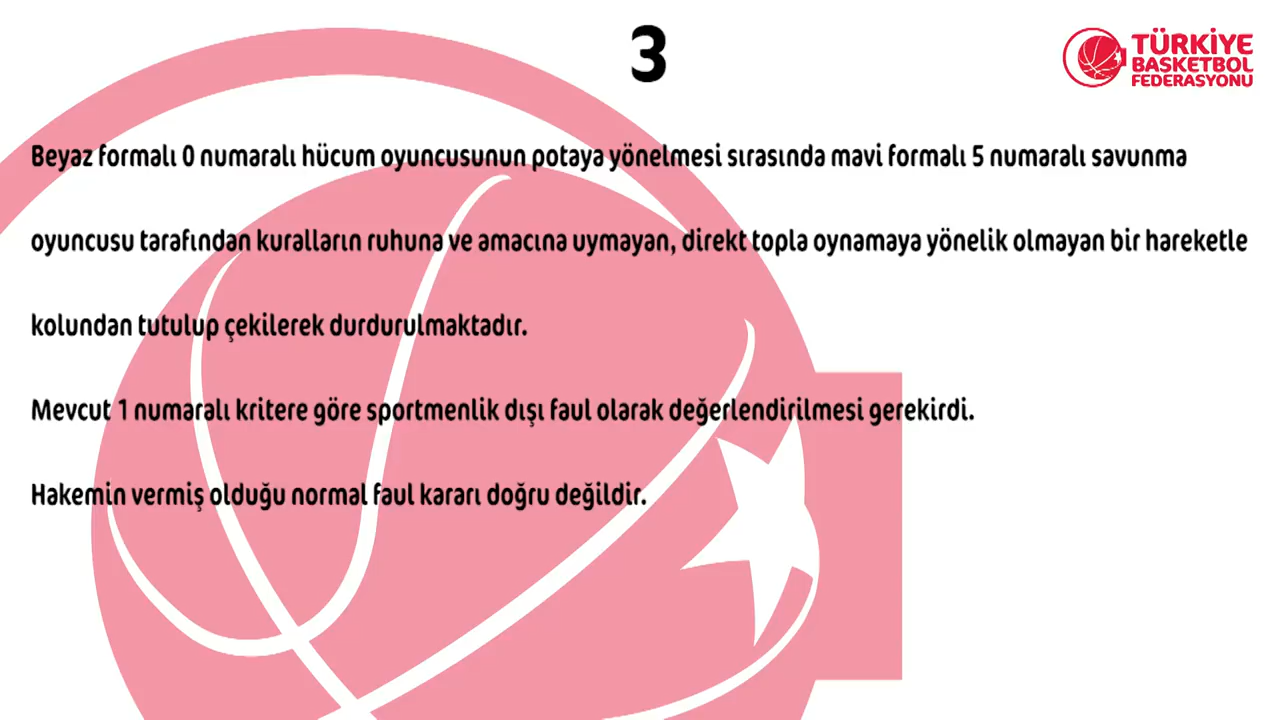 3
TÜRKİYE
BASKETBOL
FEDERASYONU
Beyaz formalı 0 numaralı hücum oyuncusunun potaya yönelmesi sırasında mavi formalı 5 numaralı savunma
oyuncusu tarafından kuralların ruhuna ve amacına uymayan, direkt topla oynamaya yönelik olmayan bir hareketle
kolundan tutulup çekilerek durdurulmaktadır.
Mevcut 1 numaralı kritere göre sportmenlik dışı faul olarak değerlendirilmesi gerekirdi.
Hakemin vermiş olduğu normal faul kararı doğru değildir.